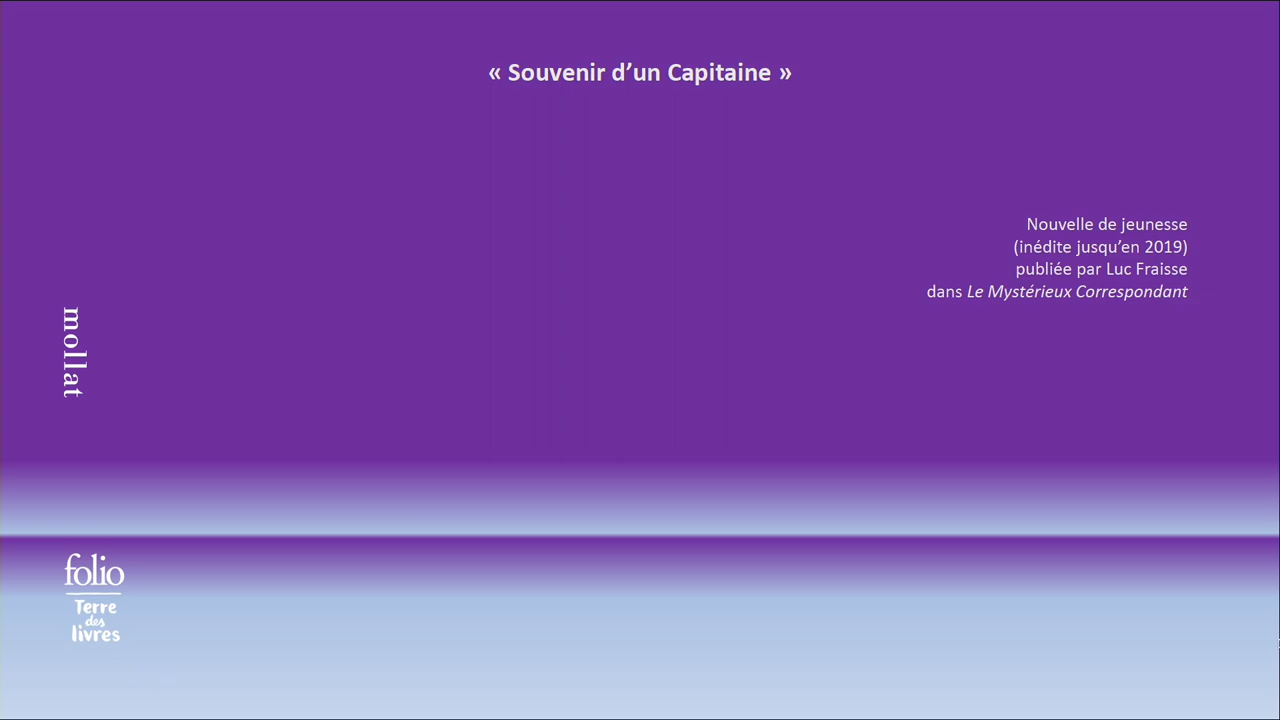 « Souvenir d’un Capitaine »
Nouvelle de jeunesse
(inédite jusqu’en 2019)
publiée par Luc Fraisse
dans Le Mystérieux Correspondant
mollat
folio
Terre
des
livres